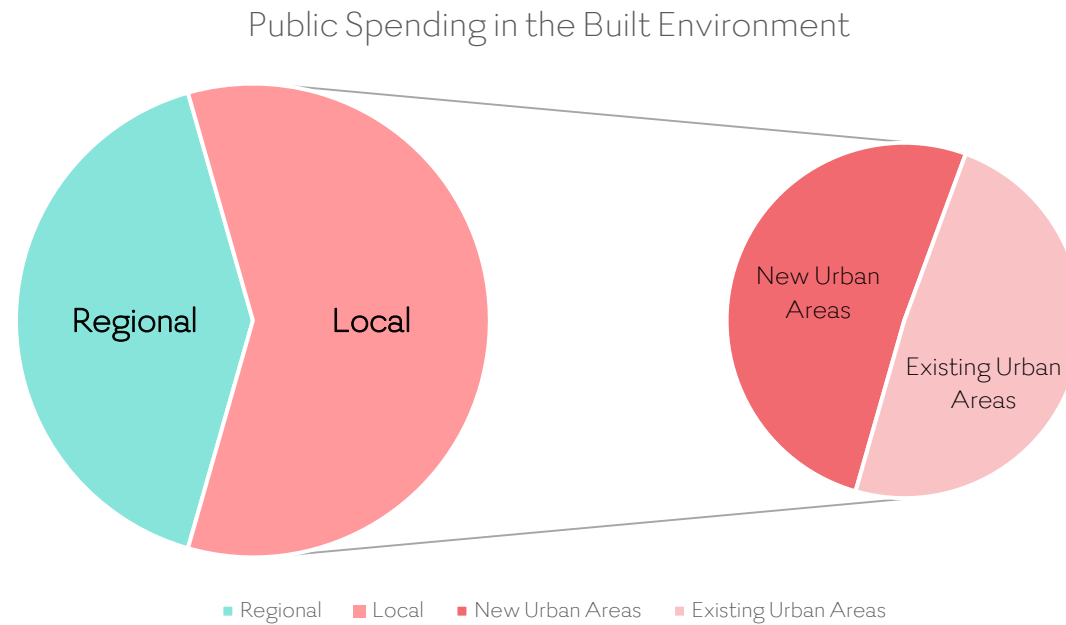 Public Spending in the Built Environment
Regional
Local
New Urban
Areas
Existing Urban
Areas
Regional Local New Urban Areas Existing Urban Areas